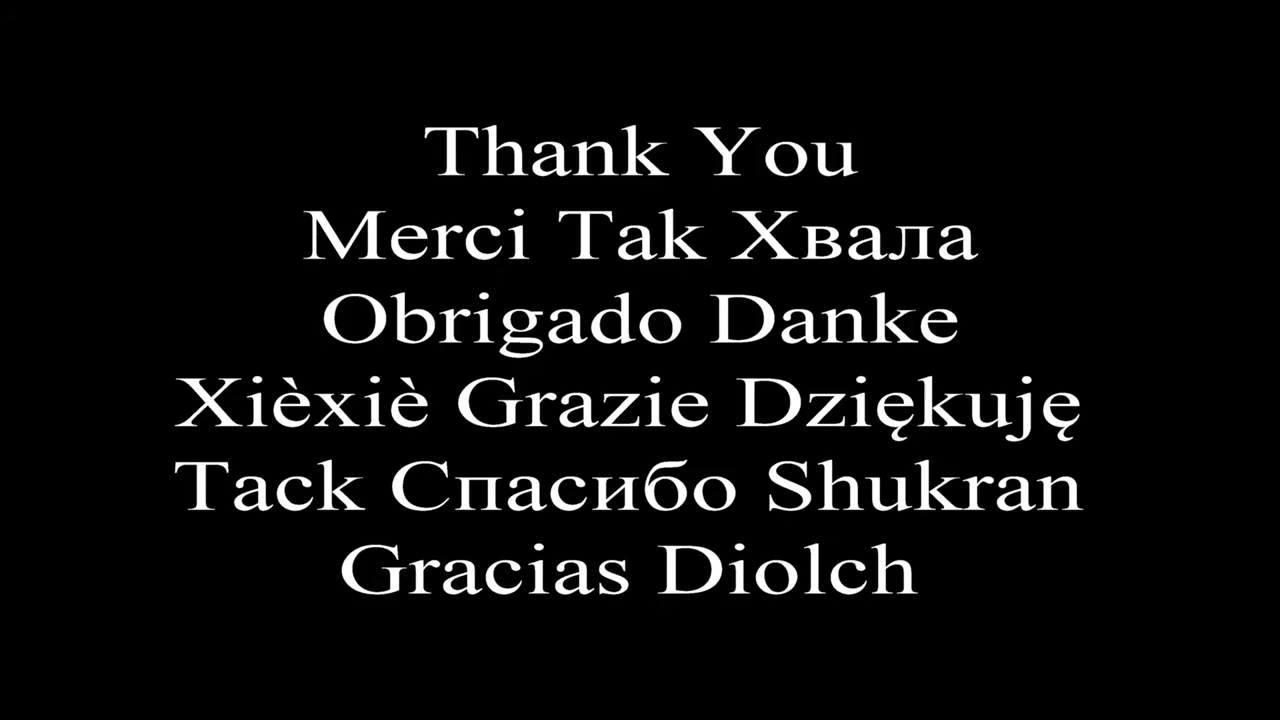 Thank You
Merci Tak Хвала
Obrigado Danke
Xièxiè Grazie Dziękuję
Tack Спасибо Shukran
Gracias Diolch